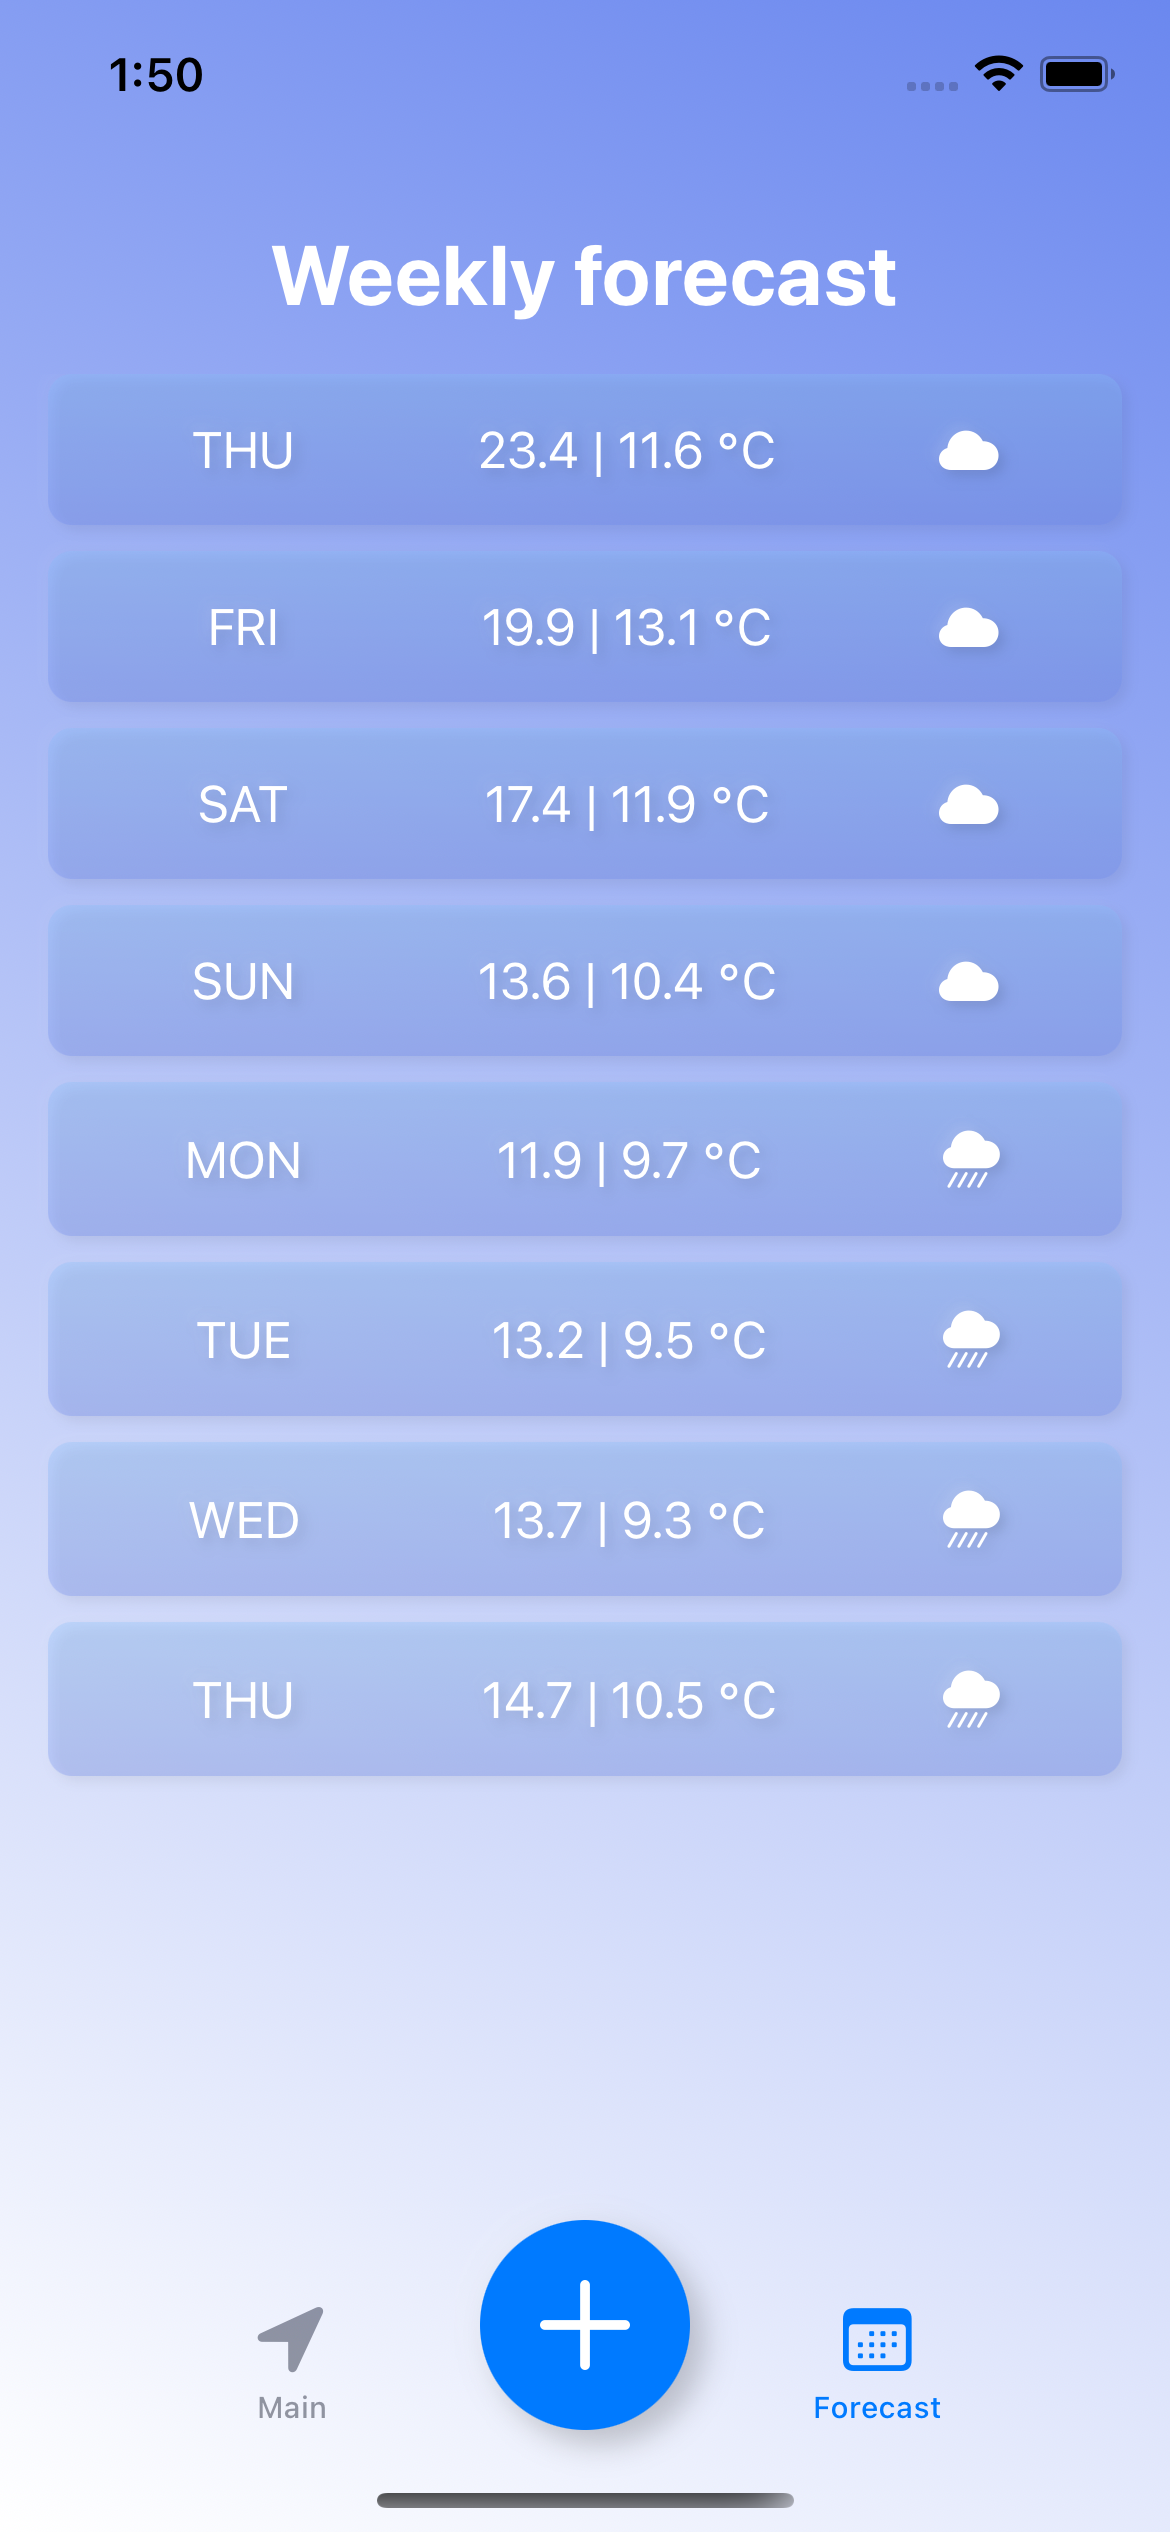 1:50
Weekly forecast
THU 23.4 | 11.6 °C
FRI 19.9 | 13.1 °C
SAT 17.4 | 11.9 °C
SUN 13.6 | 10.4 °C
MON 11.9 | 9.7 °C
TUE 13.2 | 9.5 °C
WED 13.7 | 9.3 °C
THU 14.7 | 10.5 °C
Main Forecast